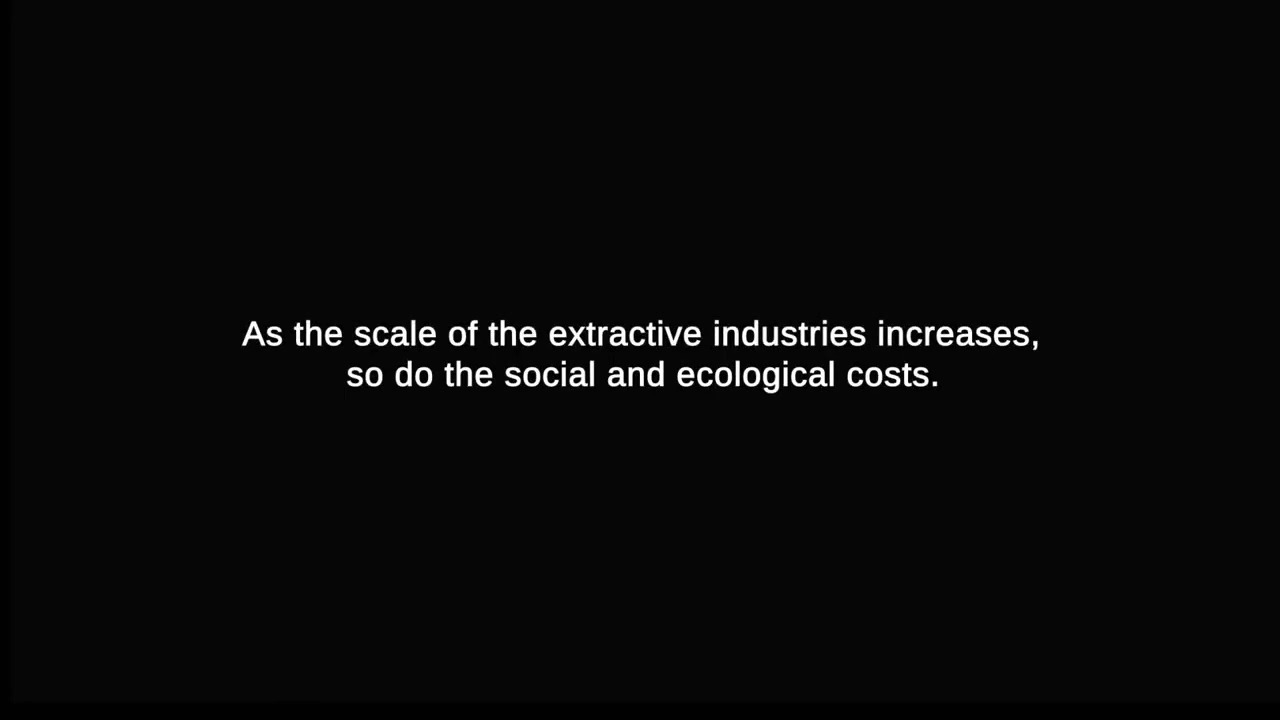 As the scale of the extractive industries increases,
so do the social and ecological costs.